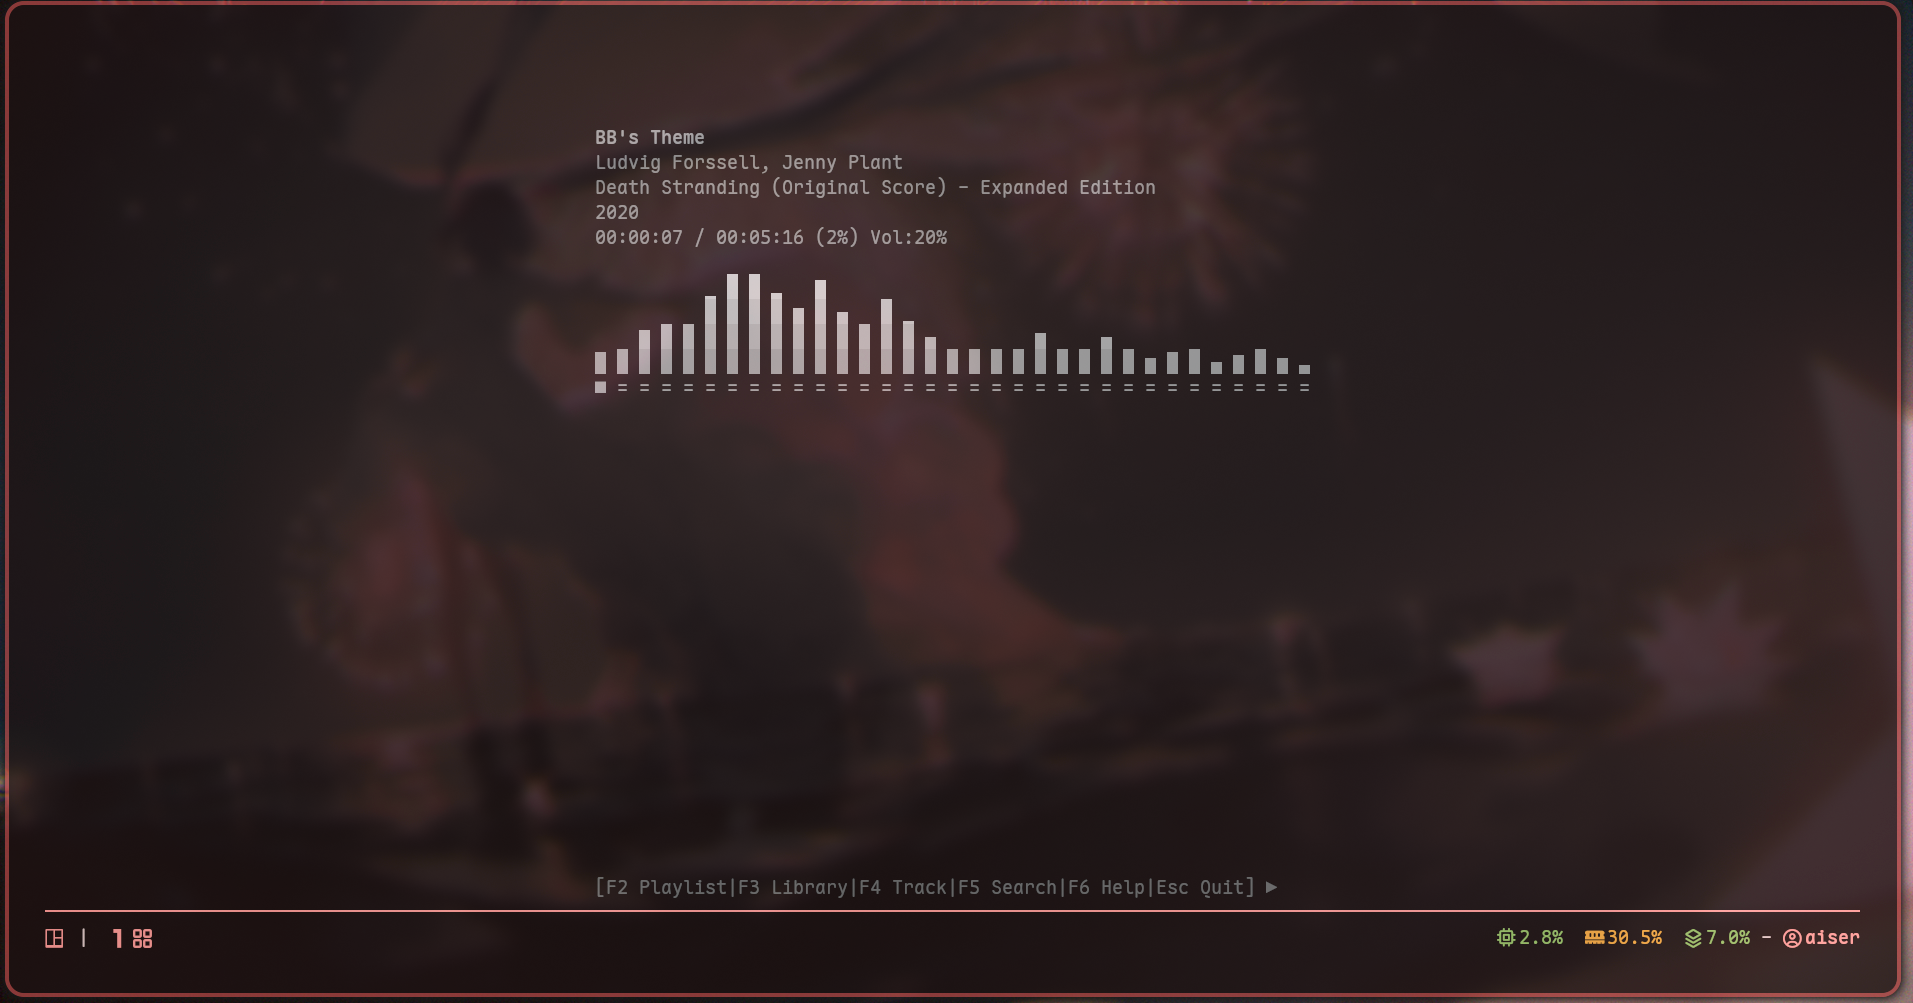 BB's Theme
Ludvig Forssell, Jenny Plant
Death Stranding (Original Score) - Expanded Edition
2020
00:00:07 / 00:05:16 (2%) Vol:20%
[F2 Playlist|F3 Library|F4 Track|F5 Search|F6 Help|Esc Quit] ▶
| 1 2.8% 30.5% 7.0% - aiser